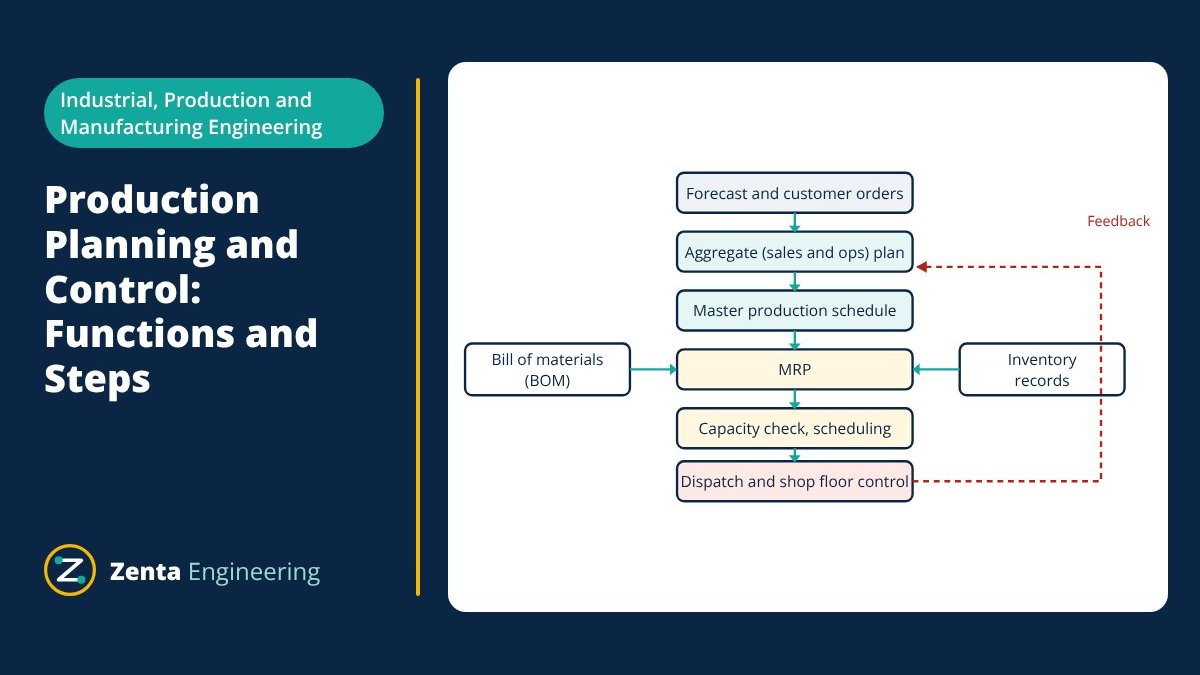 Industrial, Production and
Manufacturing Engineering
Production
Planning and
Control:
Functions and
Steps
Zenta Engineering
Forecast and customer orders
Feedback
Aggregate (sales and ops) plan
Master production schedule
Bill of materials
(BOM)
MRP
Inventory
records
Capacity check, scheduling
Dispatch and shop floor control